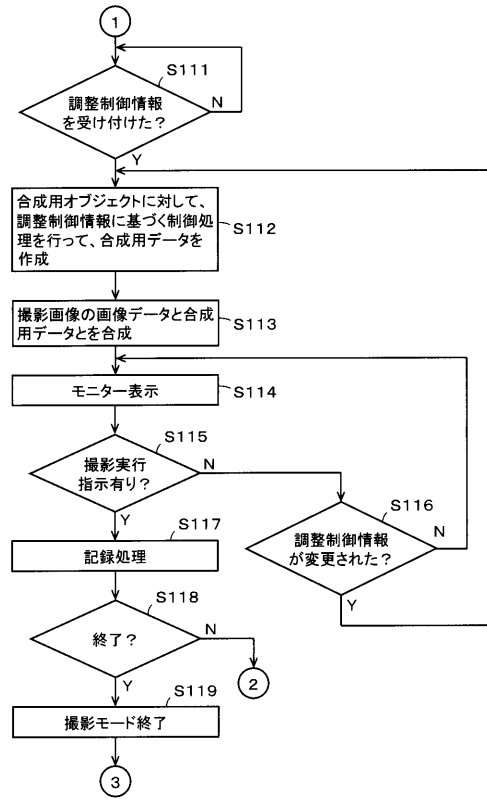 1
S111
調整制御情報
を受け付けた？
N
Y
合成用オブジェクトに対して、
調整制御情報に基づく制御処
理を行って、合成用データを
作成
S112
撮影画像の画像データと合成
用データとを合成
S113
モニター表示
S114
S115
撮影実行
指示有り？
N
Y
S116
調整制御情報
が変更された？
N
Y
S117
記録処理
S118
終了？
N
Y
2
S119
撮影モード終了
3